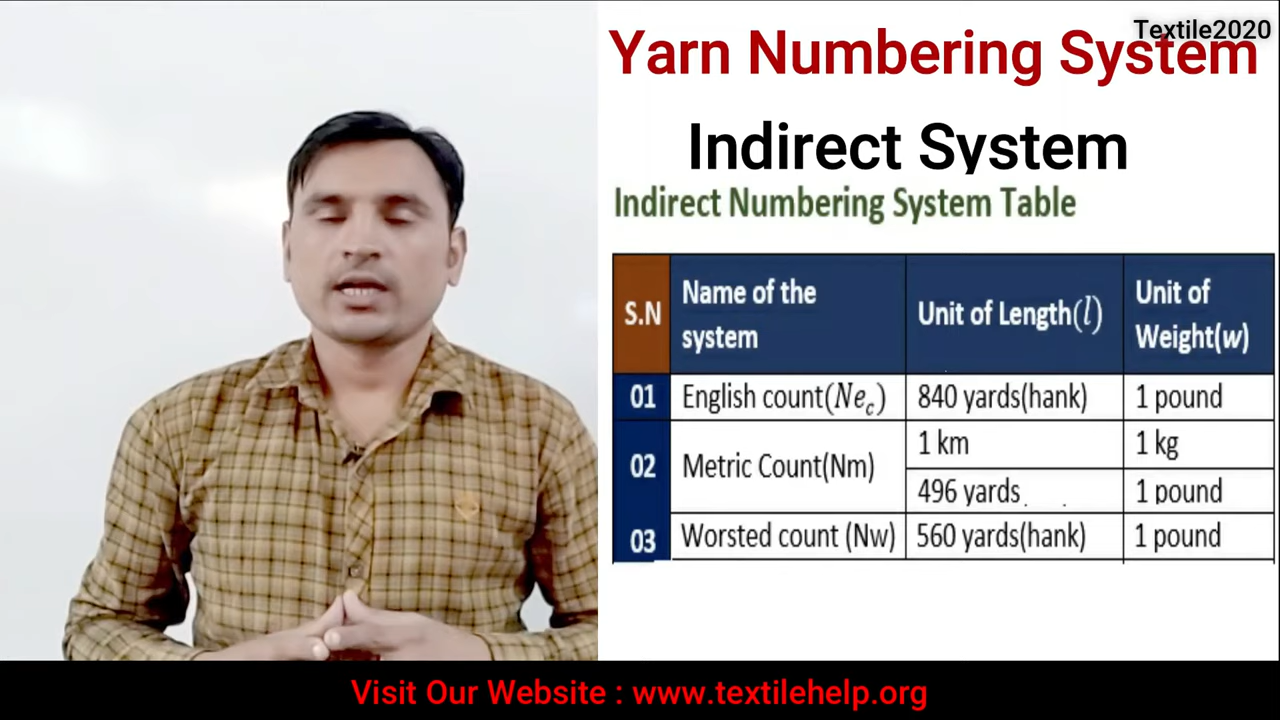 Textile2020
Yarn Numbering System
Indirect System
Indirect Numbering System Table
S.N
Name of the system
Unit of Length(l)
Unit of Weight(w)
01
English count(Ne_c)
840 yards(hank)
1 pound
02
Metric Count(Nm)
1 km
1 kg
496 yards
1 pound
03
Worsted count (Nw)
560 yards(hank)
1 pound
Visit Our Website : www.textilehelp.org